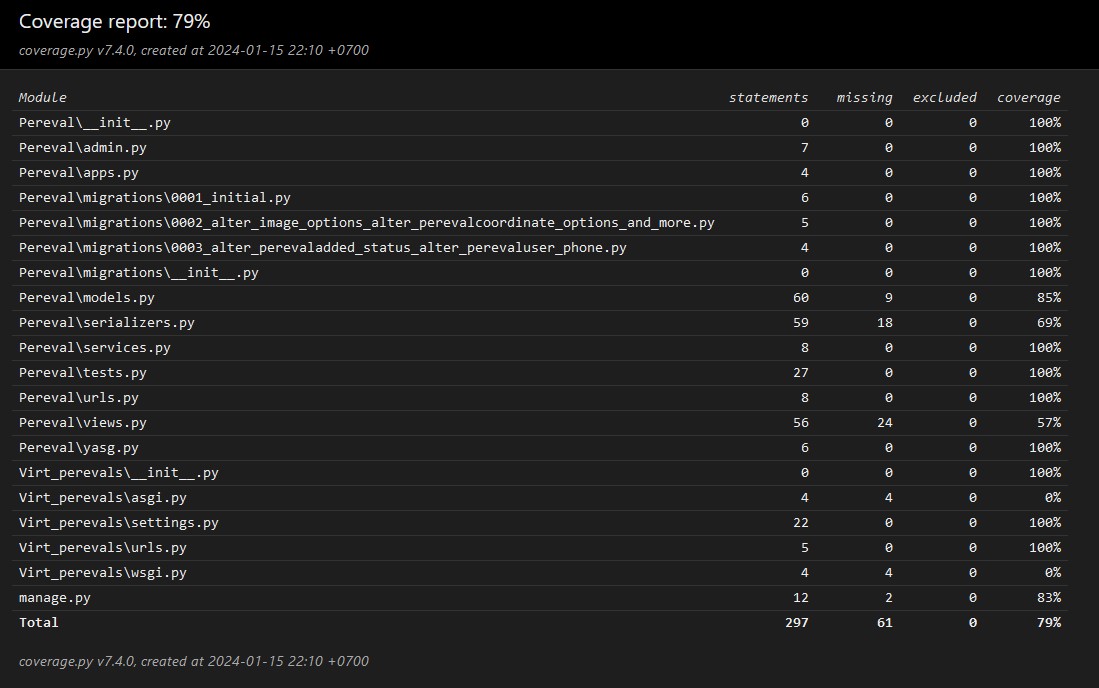 Coverage report: 79%
coverage.py v7.4.0, created at 2024-01-15 22:10 +0700
Module statements missing excluded coverage
Pereval\__init__.py 0 0 0 100%
Pereval\admin.py 7 0 0 100%
Pereval\apps.py 4 0 0 100%
Pereval\migrations\0001_initial.py 6 0 0 100%
Pereval\migrations\0002_alter_image_options_alter_perevalcoordinate_options_and_more.py 5 0 0 100%
Pereval\migrations\0003_alter_perevaladded_status_alter_perevaluser_phone.py 4 0 0 100%
Pereval\migrations\__init__.py 0 0 0 100%
Pereval\models.py 60 9 0 85%
Pereval\serializers.py 59 18 0 69%
Pereval\services.py 8 0 0 100%
Pereval\tests.py 27 0 0 100%
Pereval\urls.py 8 0 0 100%
Pereval\views.py 56 24 0 57%
Pereval\yasg.py 6 0 0 100%
Virt_perevals\__init__.py 0 0 0 100%
Virt_perevals\asgi.py 4 4 0 0%
Virt_perevals\settings.py 22 0 0 100%
Virt_perevals\urls.py 5 0 0 100%
Virt_perevals\wsgi.py 4 4 0 0%
manage.py 12 2 0 83%
Total 297 61 0 79%
coverage.py v7.4.0, created at 2024-01-15 22:10 +0700